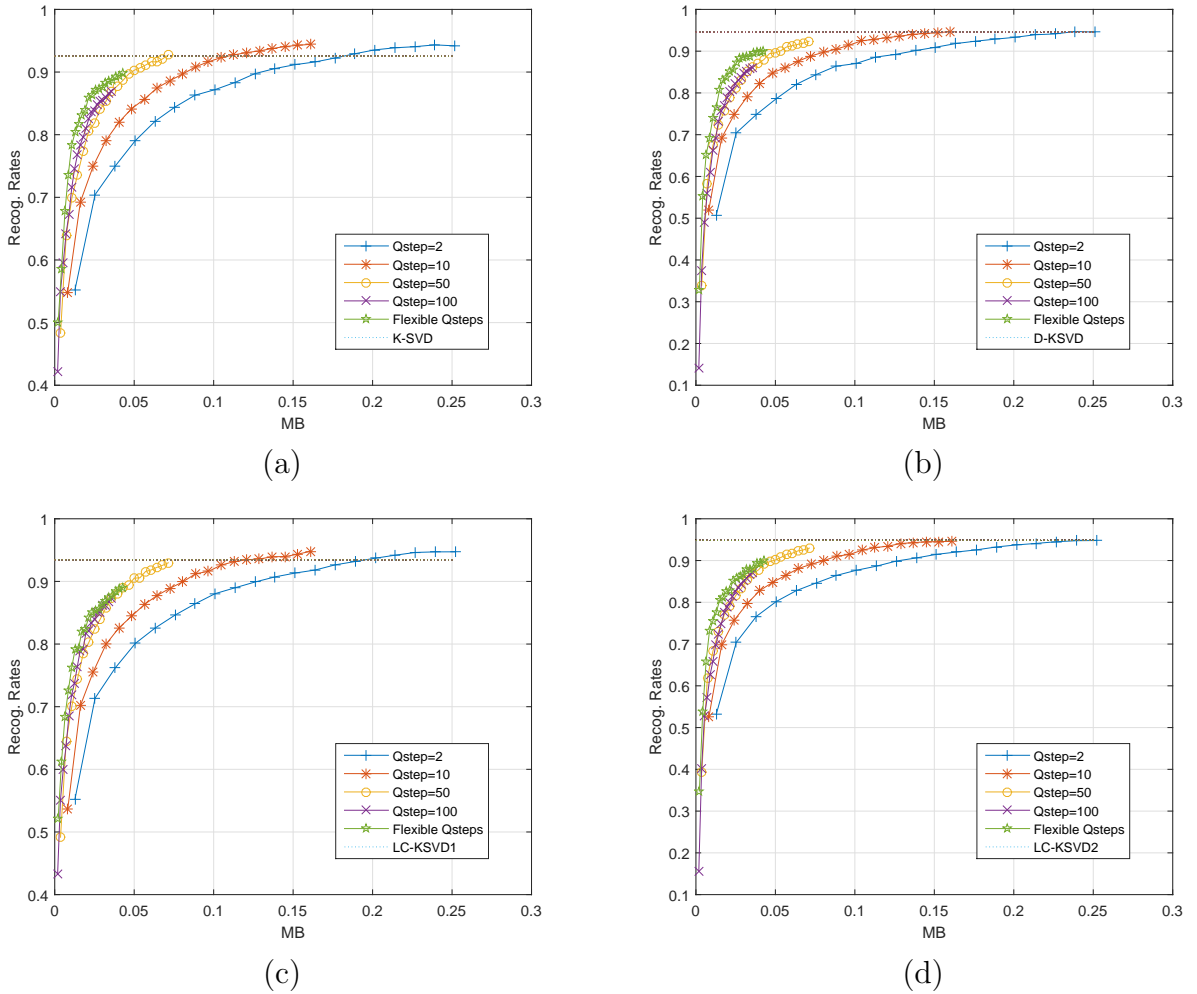 1
0.9
0.8
0.7
0.6
0.5
0.4
Recog. Rates
0 0.05 0.1 0.15 0.2 0.25 0.3
MB
Qstep=2
Qstep=10
Qstep=50
Qstep=100
Flexible Qsteps
K-SVD
(a)
1
0.9
0.8
0.7
0.6
0.5
0.4
0.3
0.2
0.1
Recog. Rates
0 0.05 0.1 0.15 0.2 0.25 0.3
MB
Qstep=2
Qstep=10
Qstep=50
Qstep=100
Flexible Qsteps
D-KSVD
(b)
1
0.9
0.8
0.7
0.6
0.5
0.4
Recog. Rates
0 0.05 0.1 0.15 0.2 0.25 0.3
MB
Qstep=2
Qstep=10
Qstep=50
Qstep=100
Flexible Qsteps
LC-KSVD1
(c)
1
0.9
0.8
0.7
0.6
0.5
0.4
0.3
0.2
0.1
Recog. Rates
0 0.05 0.1 0.15 0.2 0.25 0.3
MB
Qstep=2
Qstep=10
Qstep=50
Qstep=100
Flexible Qsteps
LC-KSVD2
(d)